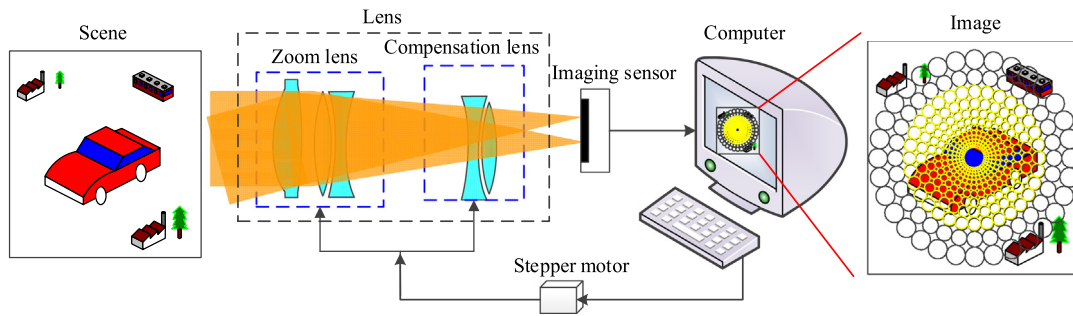 Scene
Lens
Zoom lens
Compensation lens
Imaging sensor
Computer
Image
Stepper motor